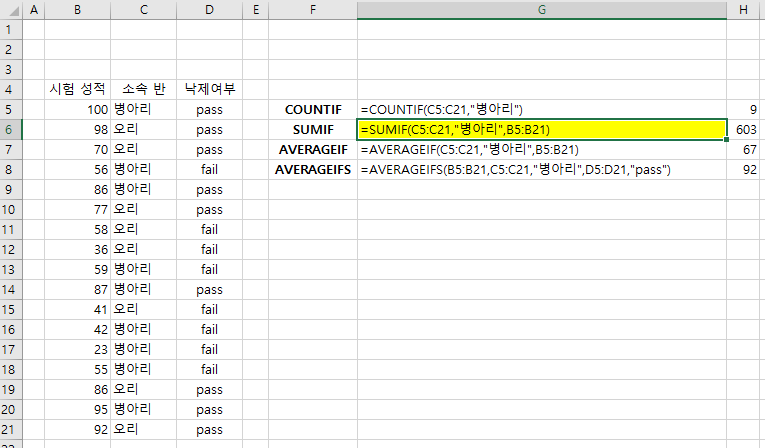 A B C D E F G H
1
2
3
4 시험 성적 소속 반 낙제여부
5 100 병아리 pass COUNTIF =COUNTIF(C5:C21,"병아리") 9
6 98 오리 pass SUMIF =SUMIF(C5:C21,"병아리",B5:B21) 603
7 70 오리 pass AVERAGEIF =AVERAGEIF(C5:C21,"병아리",B5:B21) 67
8 56 병아리 fail AVERAGEIFS =AVERAGEIFS(B5:B21,C5:C21,"병아리",D5:D21,"pass") 92
9 86 병아리 pass
10 77 오리 pass
11 58 오리 fail
12 36 오리 fail
13 59 병아리 fail
14 87 병아리 pass
15 41 오리 fail
16 42 병아리 fail
17 23 병아리 fail
18 55 병아리 fail
19 86 오리 pass
20 95 병아리 pass
21 92 오리 pass